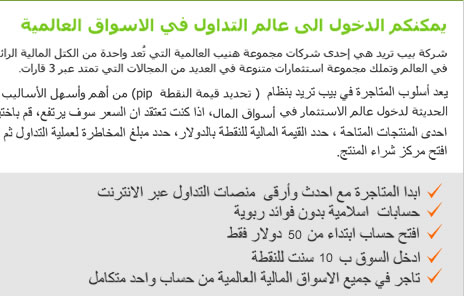 يمكنكم الدخول الى عالم التداول في الاسواق العالمية
شركة بيب تريد هي إحدى شركات مجموعة هنيب العالمية التي تُعد واحدة من الكتل المالية
في العالم وتملك مجموعة استثمارات متنوعة في العديد من المجالات التي تمتد عبر 3 قارات.
يعد أسلوب المتاجرة في بيب تريد بنظام ( تحديد قيمة النقطة pip) من أهم وأسهل الأساليب
الحديثة لدخول عالم الاستثمار في أسواق المال، اذا كنت تعتقد ان السعر سوف يرتفع، قم
احدى المنتجات المتاحة ، حدد القيمة المالية للنقطة بالدولار، حدد مبلغ المخاطرة لعملية التداول ثم
افتح مركز شراء المنتج.
ابدا المتاجرة مع احدث وأرقى منصات التداول عبر الانترنت
حسابات اسلامية بدون فوائد ربوية
افتح حساب ابتداء من 50 دولار فقط
ادخل السوق ب 10 سنت للنقطة
تاجر في جميع الاسواق المالية العالمية من حساب واحد متكامل